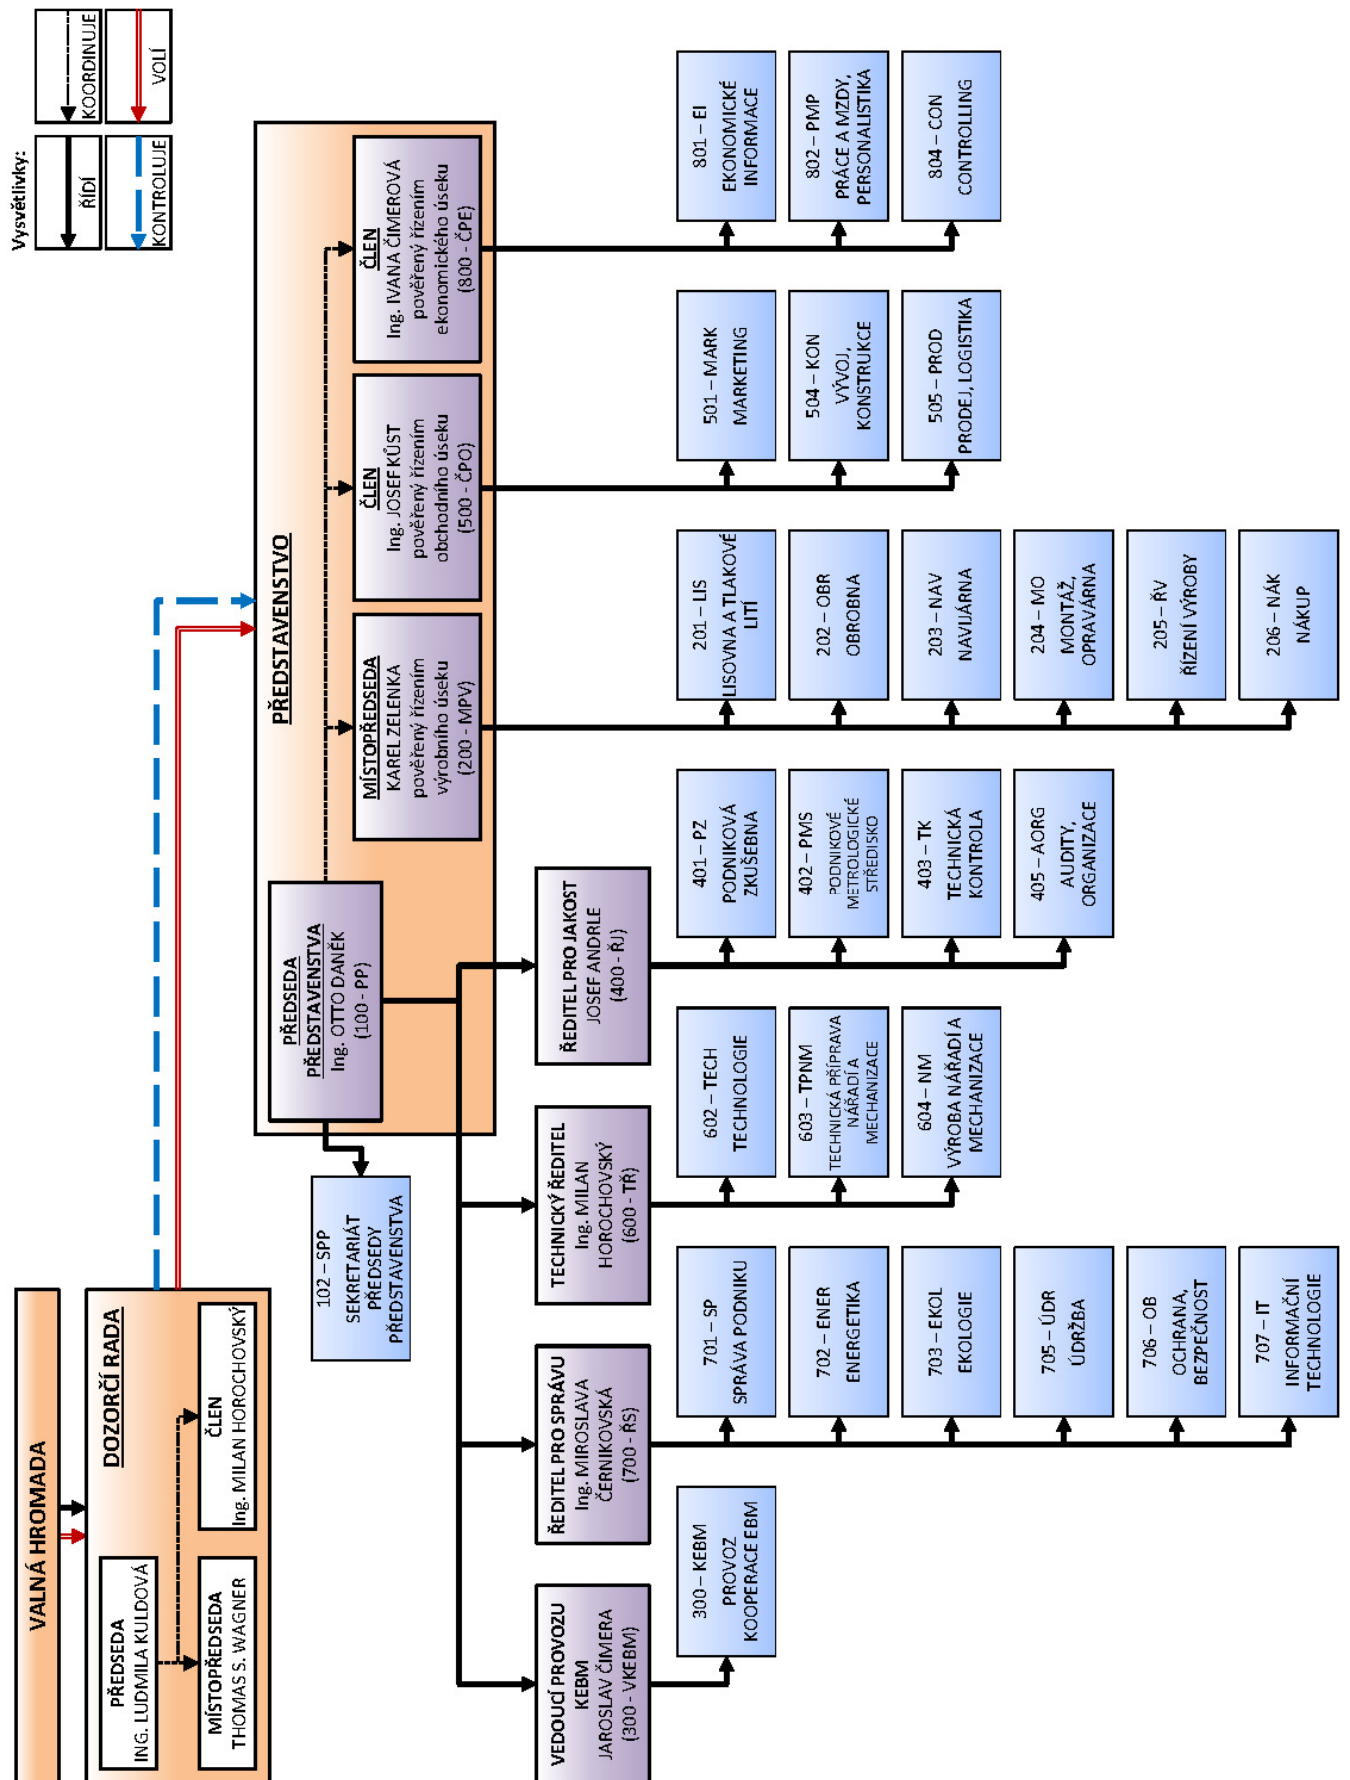 Vysvětlivky:
ŘÍDÍ
KOORDINUJE
KONTROLUJE
VOLÍ
VALNÁ HROMADA
DOZORČÍ RADA
PŘEDSEDA
ING. LUDMILA KULDOVÁ
MÍSTOPŘEDSEDA
THOMAS S. WAGNER
ČLEN
Ing. MILAN HOROCHOVSKÝ
PŘEDSTAVENSTVO
PŘEDSEDA
PŘEDSTAVENSTVA
Ing. OTTO DANĚK
(100 - PP)
MÍSTOPŘEDSEDA
KAREL ZELENKA
pověřený řízením
výrobního úseku
(200 - MPV)
ČLEN
Ing. JOSEF KŮST
pověřený řízením
obchodního úseku
(500 - ČPO)
ČLEN
Ing. IVANA ČIMEROVÁ
pověřený řízením
ekonomického úseku
(800 - ČPE)
102 – SPP
SEKRETARIÁT
PŘEDSEDY
PŘEDSTAVENSTVA
VEDOUCÍ PROVOZU
KEBM
JAROSLAV ČIMERA
(300 - VKEBM)
ŘEDITEL PRO SPRÁVU
Ing. MIROSLAVA
ČERNIKOVSKÁ
(700 - ŘS)
TECHNICKÝ ŘEDITEL
Ing. MILAN
HOROCHOVSKÝ
(600 - TŘ)
ŘEDITEL PRO JAKOST
JOSEF ANDRLE
(400 - ŘJ)
300 – KEBM
PROVOZ
KOOPERACE EBM
701 – SP
SPRÁVA PODNIKU
702 – ENER
ENERGETIKA
703 – EKOL
EKOLOGIE
705 – ÚDR
ÚDRŽBA
706 – OB
OCHRANA,
BEZPEČNOST
707 – IT
INFORMAČNÍ
TECHNOLOGIE
602 – TECH
TECHNOLOGIE
603 – TPNM
TECHNICKÁ PŘÍPRAVA
NÁŘADÍ A
MECHANIZACE
604 – NM
VÝROBA NÁŘADÍ A
MECHANIZACE
401 – PZ
PODNIKOVÁ
ZKUŠEBNA
402 – PMS
PODNIKOVÉ
METROLOGICKÉ
STŘEDISKO
403 – TK
TECHNICKÁ
KONTROLA
405 – AORG
AUDITY,
ORGANIZACE
201 – LIS
LISOVNA A TLAKOVÉ
LITÍ
202 – OBR
OBROBNA
203 – NAV
NAVIJÁRNA
204 – MO
MONTÁŽ,
OPRAVÁRNA
205 – ŘV
ŘÍZENÍ VÝROBY
206 – NÁK
NÁKUP
501 – MARK
MARKETING
504 – KON
VÝVOJ,
KONSTRUKCE
505 – PROD
PRODEJ, LOGISTIKA
801 – EI
EKONOMICKÉ
INFORMACE
802 – PMP
PRÁCE A MZDY,
PERSONALISTIKA
804 – CON
CONTROLLING